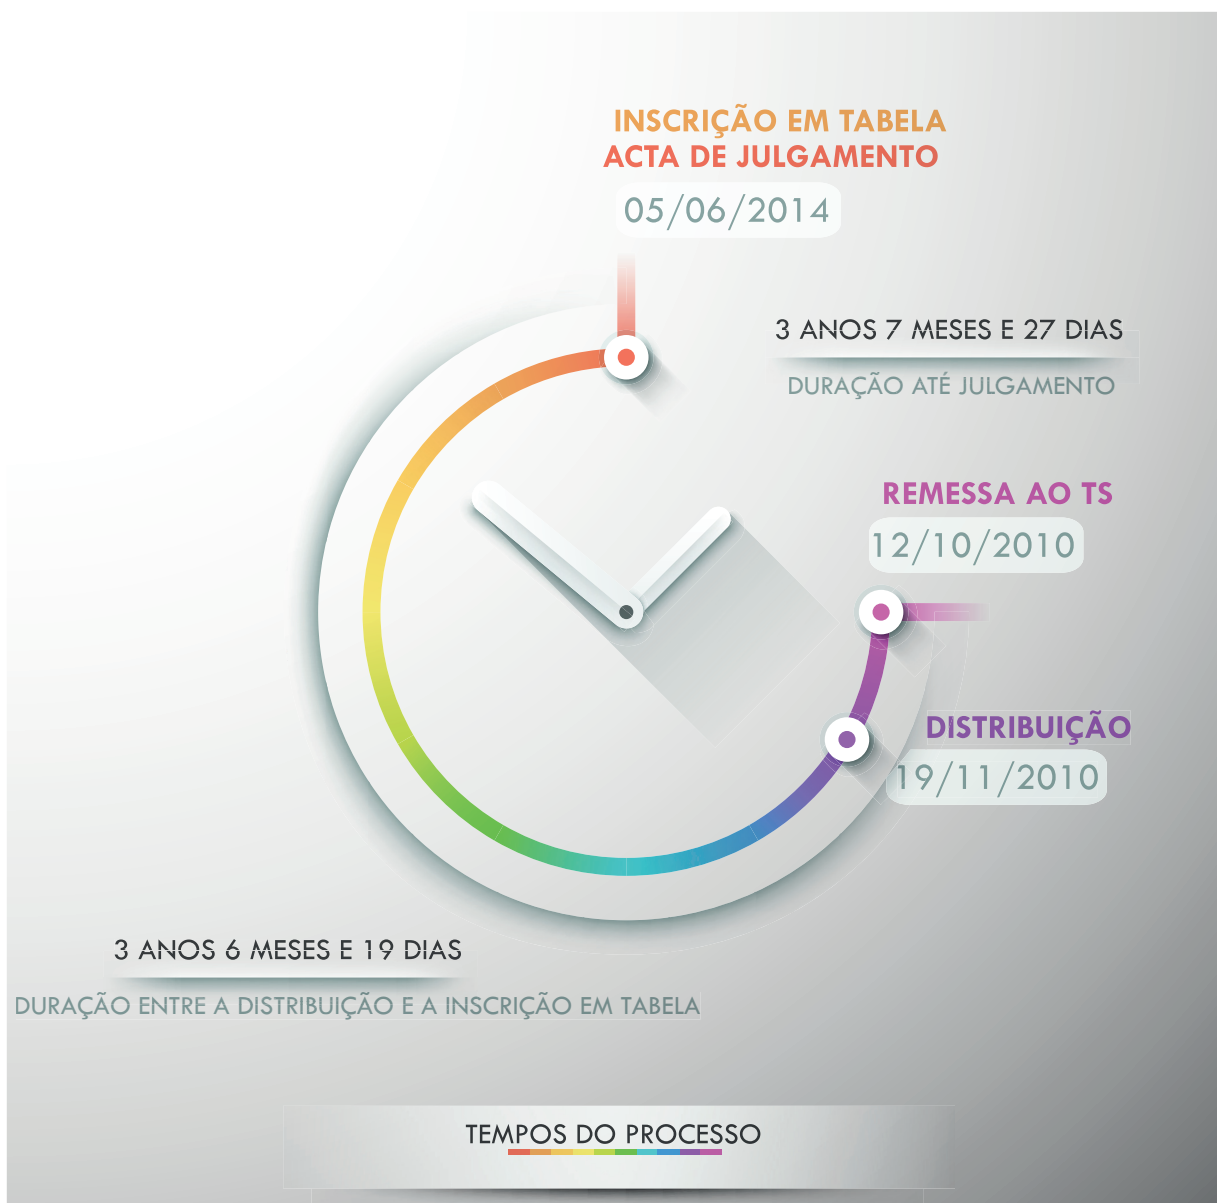 INSCRIÇÃO EM TABELA
ACTA DE JULGAMENTO
05/06/2014
3 ANOS 7 MESES E 27 DIAS
DURAÇÃO ATÉ JULGAMENTO
REMESSA AO TS
12/10/2010
DISTRIBUIÇÃO
19/11/2010
3 ANOS 6 MESES E 19 DIAS
DURAÇÃO ENTRE A DISTRIBUIÇÃO E A INSCRIÇÃO EM TABELA
TEMPOS DO PROCESSO